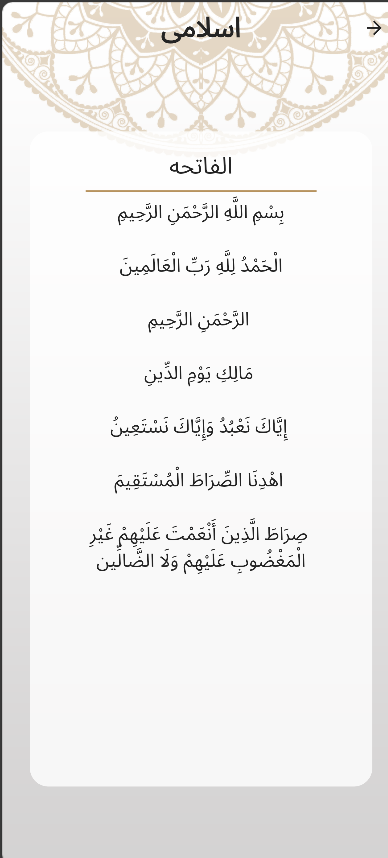 اسلامی
الفاتحه
بِسْمِ اللَّهِ الرَّحْمَنِ الرَّحِيمِ
الْحَمْدُ لِلَّهِ رَبِّ الْعَالَمِينَ
الرَّحْمَنِ الرَّحِيمِ
مَالِكِ يَوْمِ الدِّينِ
إِيَّاكَ نَعْبُدُ وَإِيَّاكَ نَسْتَعِينُ
اهْدِنَا الصِّرَاطَ الْمُسْتَقِيمَ
صِرَاطَ الَّذِينَ أَنْعَمْتَ عَلَيْهِمْ غَيْرِ
الْمَغْضُوبِ عَلَيْهِمْ وَلَا الضَّالِّين